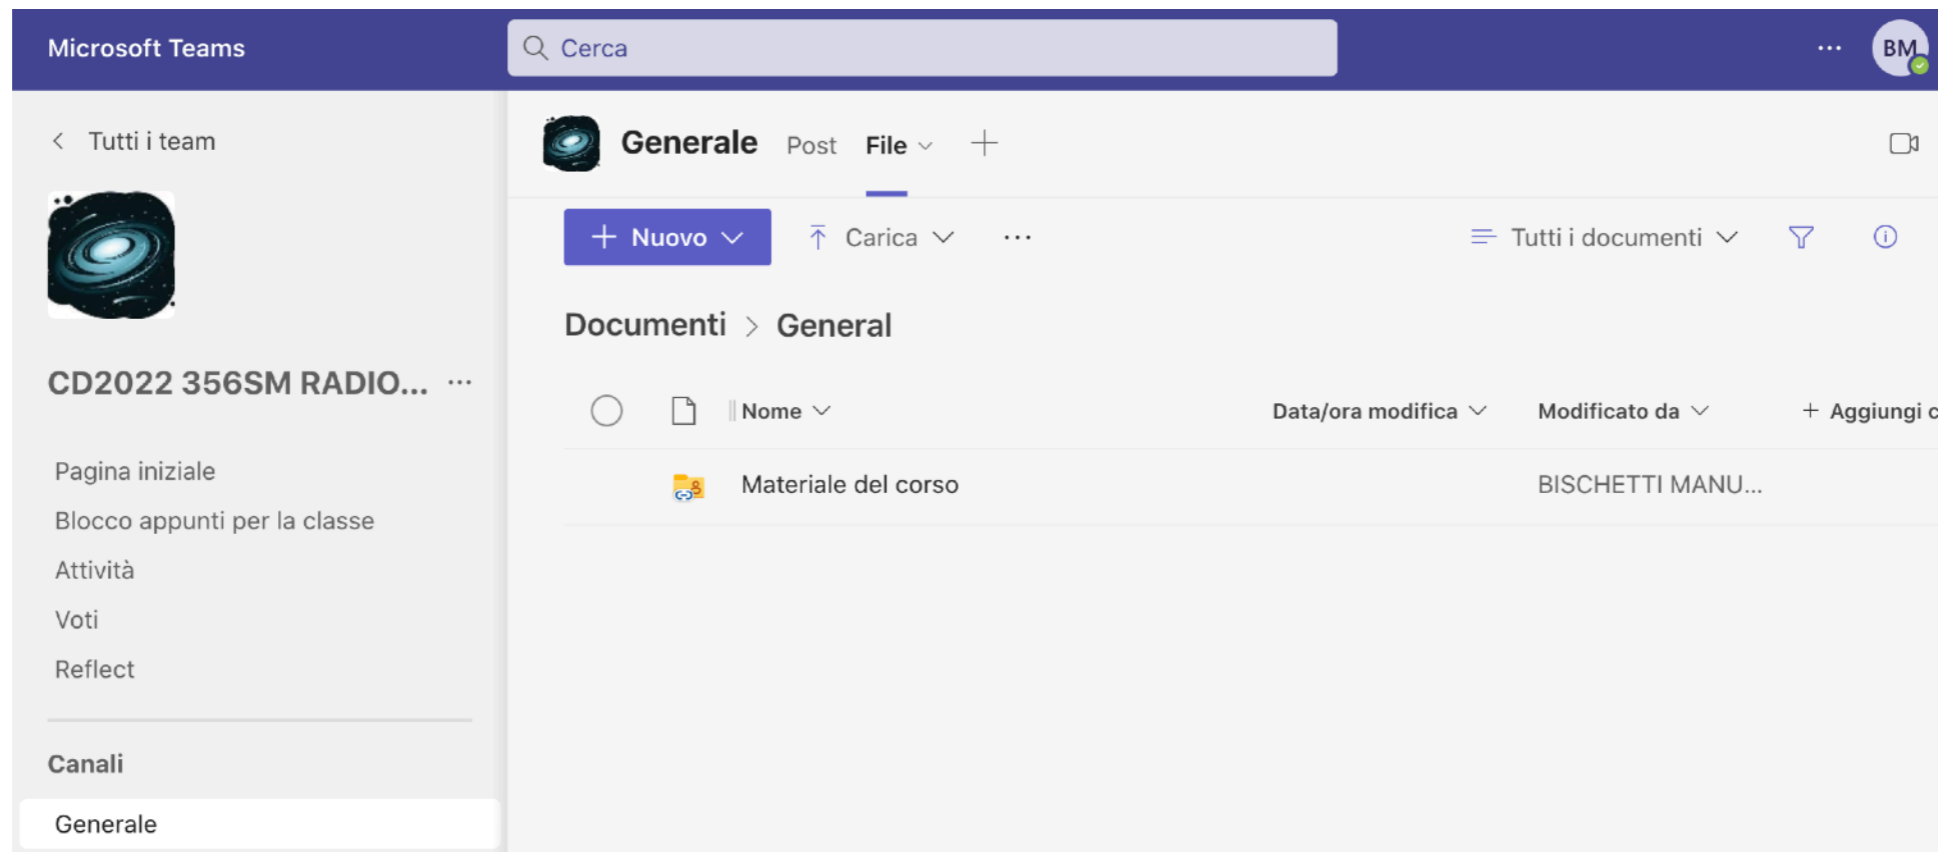 Microsoft Teams
Cerca
BM
Tutti i team
CD2022 356SM RADIO...
Pagina iniziale
Blocco appunti per la classe
Attività
Voti
Reflect
Canali
Generale
Generale Post File
Nuovo Carica Tutti i documenti
Documenti > General
Nome Data/ora modifica Modificato da + Aggiungi c
Materiale del corso BISCHETTI MANU...